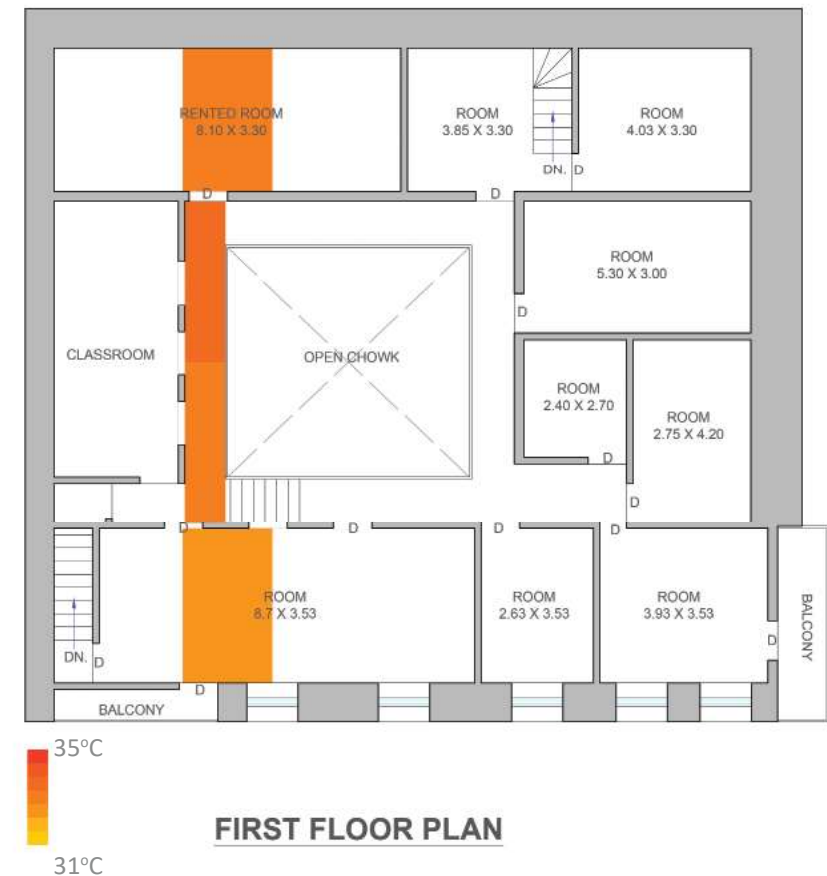 RENTED ROOM
8.10 X 3.30
ROOM
3.85 X 3.30
ROOM
4.03 X 3.30
DN.
D
D
D
ROOM
5.30 X 3.00
D
CLASSROOM
OPEN CHOWK
ROOM
2.40 X 2.70
ROOM
2.75 X 4.20
D
D
D
D
D
D
ROOM
8.7 X 3.53
ROOM
2.63 X 3.53
ROOM
3.93 X 3.53
BALCONY
D
DN.
D
D
BALCONY
35°C
31°C
FIRST FLOOR PLAN